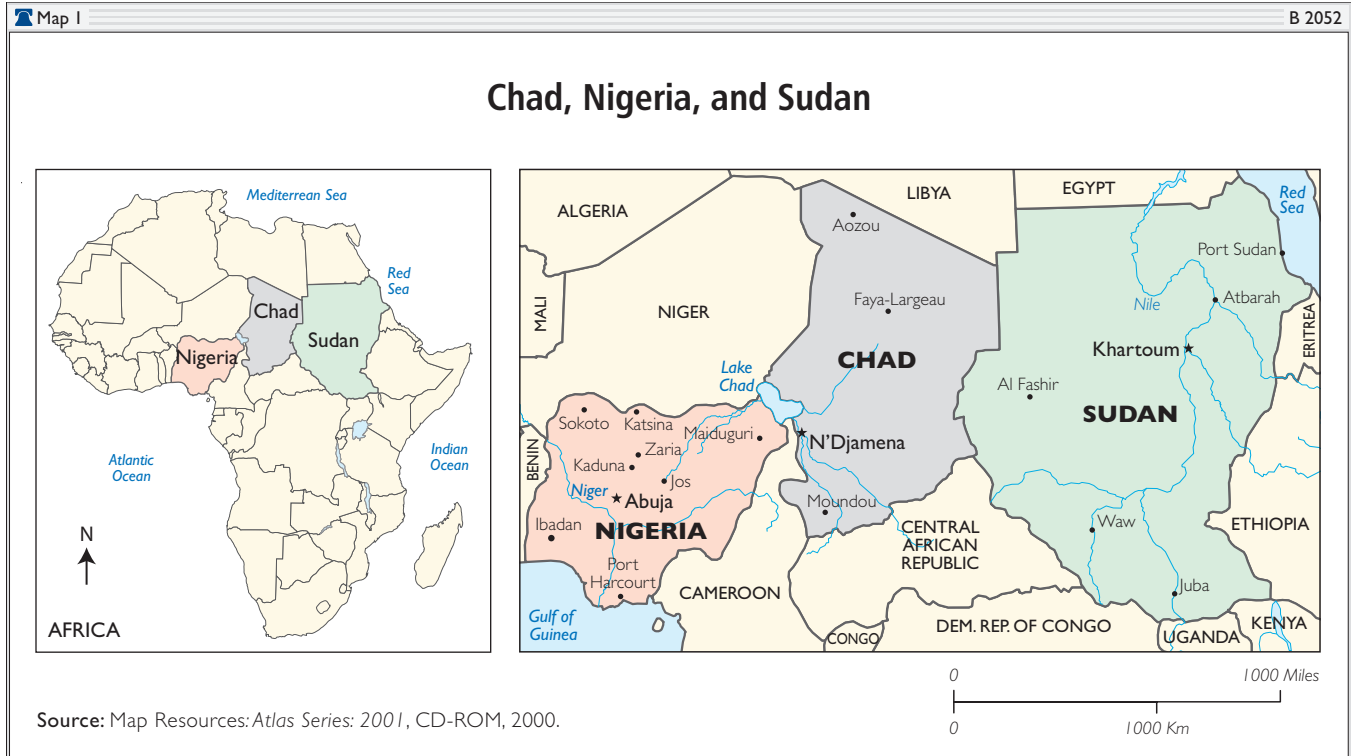 Map 1
B 2052
Chad, Nigeria, and Sudan
Mediterrean Sea
Red
Sea
Chad
Sudan
Nigeria
Atlantic
Ocean
Indian
Ocean
N
AFRICA
ALGERIA
LIBYA
EGYPT
Red
Sea
Aozou
Port Sudan
MALI
NIGER
Faya-Largeau
Nile
Atbarah
ERITREA
Khartoum
CHAD
Lake
Chad
Al Fashir
SUDAN
Sokoto
Katsina
Maiduguri
N'Djamena
BENIN
Zaria
Kaduna
Jos
Niger
Abuja
Moundou
Ibadan
NIGERIA
CENTRAL
AFRICAN
REPUBLIC
Waw
ETHIOPIA
Port
Harcourt
CAMEROON
Juba
Gulf of
Guinea
CONGO
DEM. REP. OF CONGO
UGANDA
KENYA
0
1000 Miles
0
1000 Km
Source: Map Resources: Atlas Series: 2001, CD-ROM, 2000.